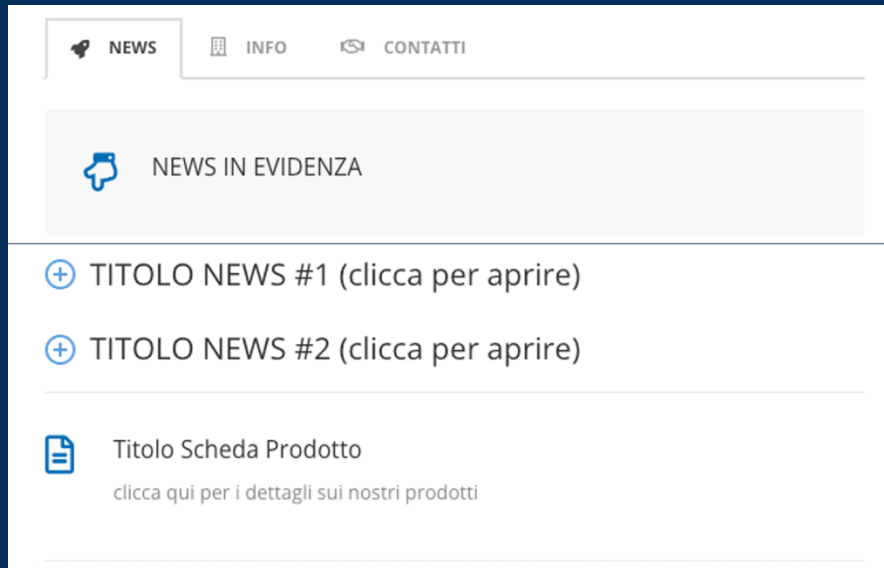 NEWS INFO CONTATTI
NEWS IN EVIDENZA
TITOLO NEWS #1 (clicca per aprire)
TITOLO NEWS #2 (clicca per aprire)
Titolo Scheda Prodotto
clicca qui per i dettagli sui nostri prodotti